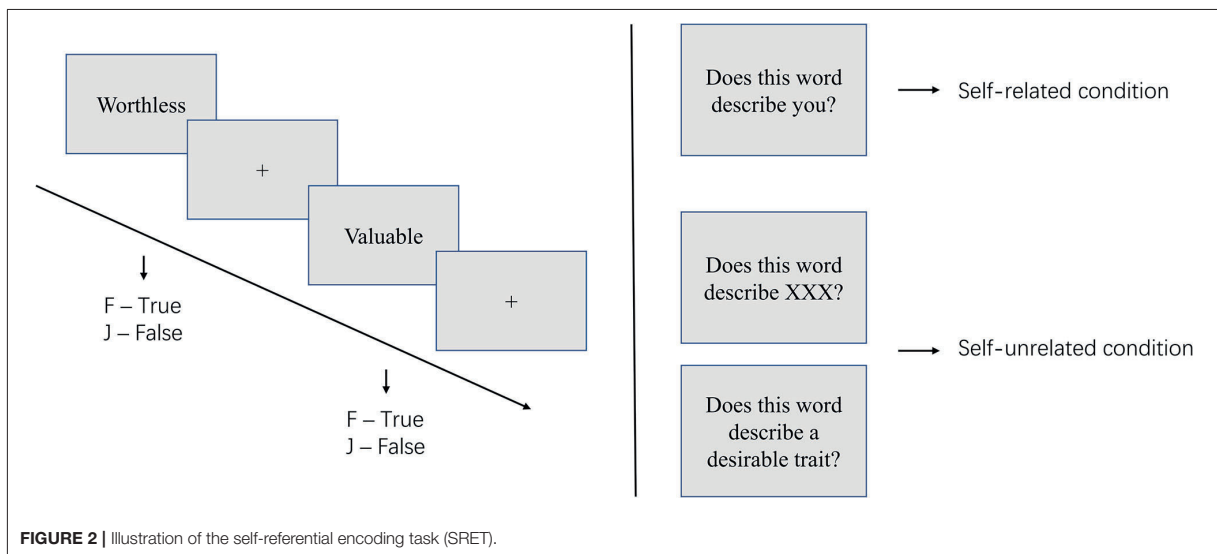 Worthless
+
Valuable
+
F – True
J – False
F – True
J – False
Does this word
describe you?
Self-related condition
Does this word
describe XXX?
Self-unrelated condition
Does this word
describe a
desirable trait?
FIGURE 2 | Illustration of the self-referential encoding task (SRET).